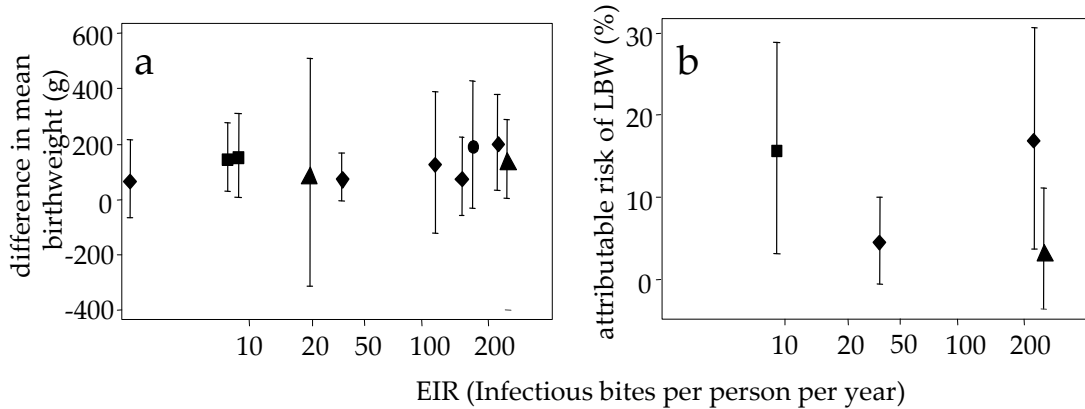 a
difference in mean
birthweight (g)
600
400
200
0
-200
-400
10 20 50 100 200
b
attributable risk of LBW (%)
30
20
10
0
10 20 50 100 200
EIR (Infectious bites per person per year)